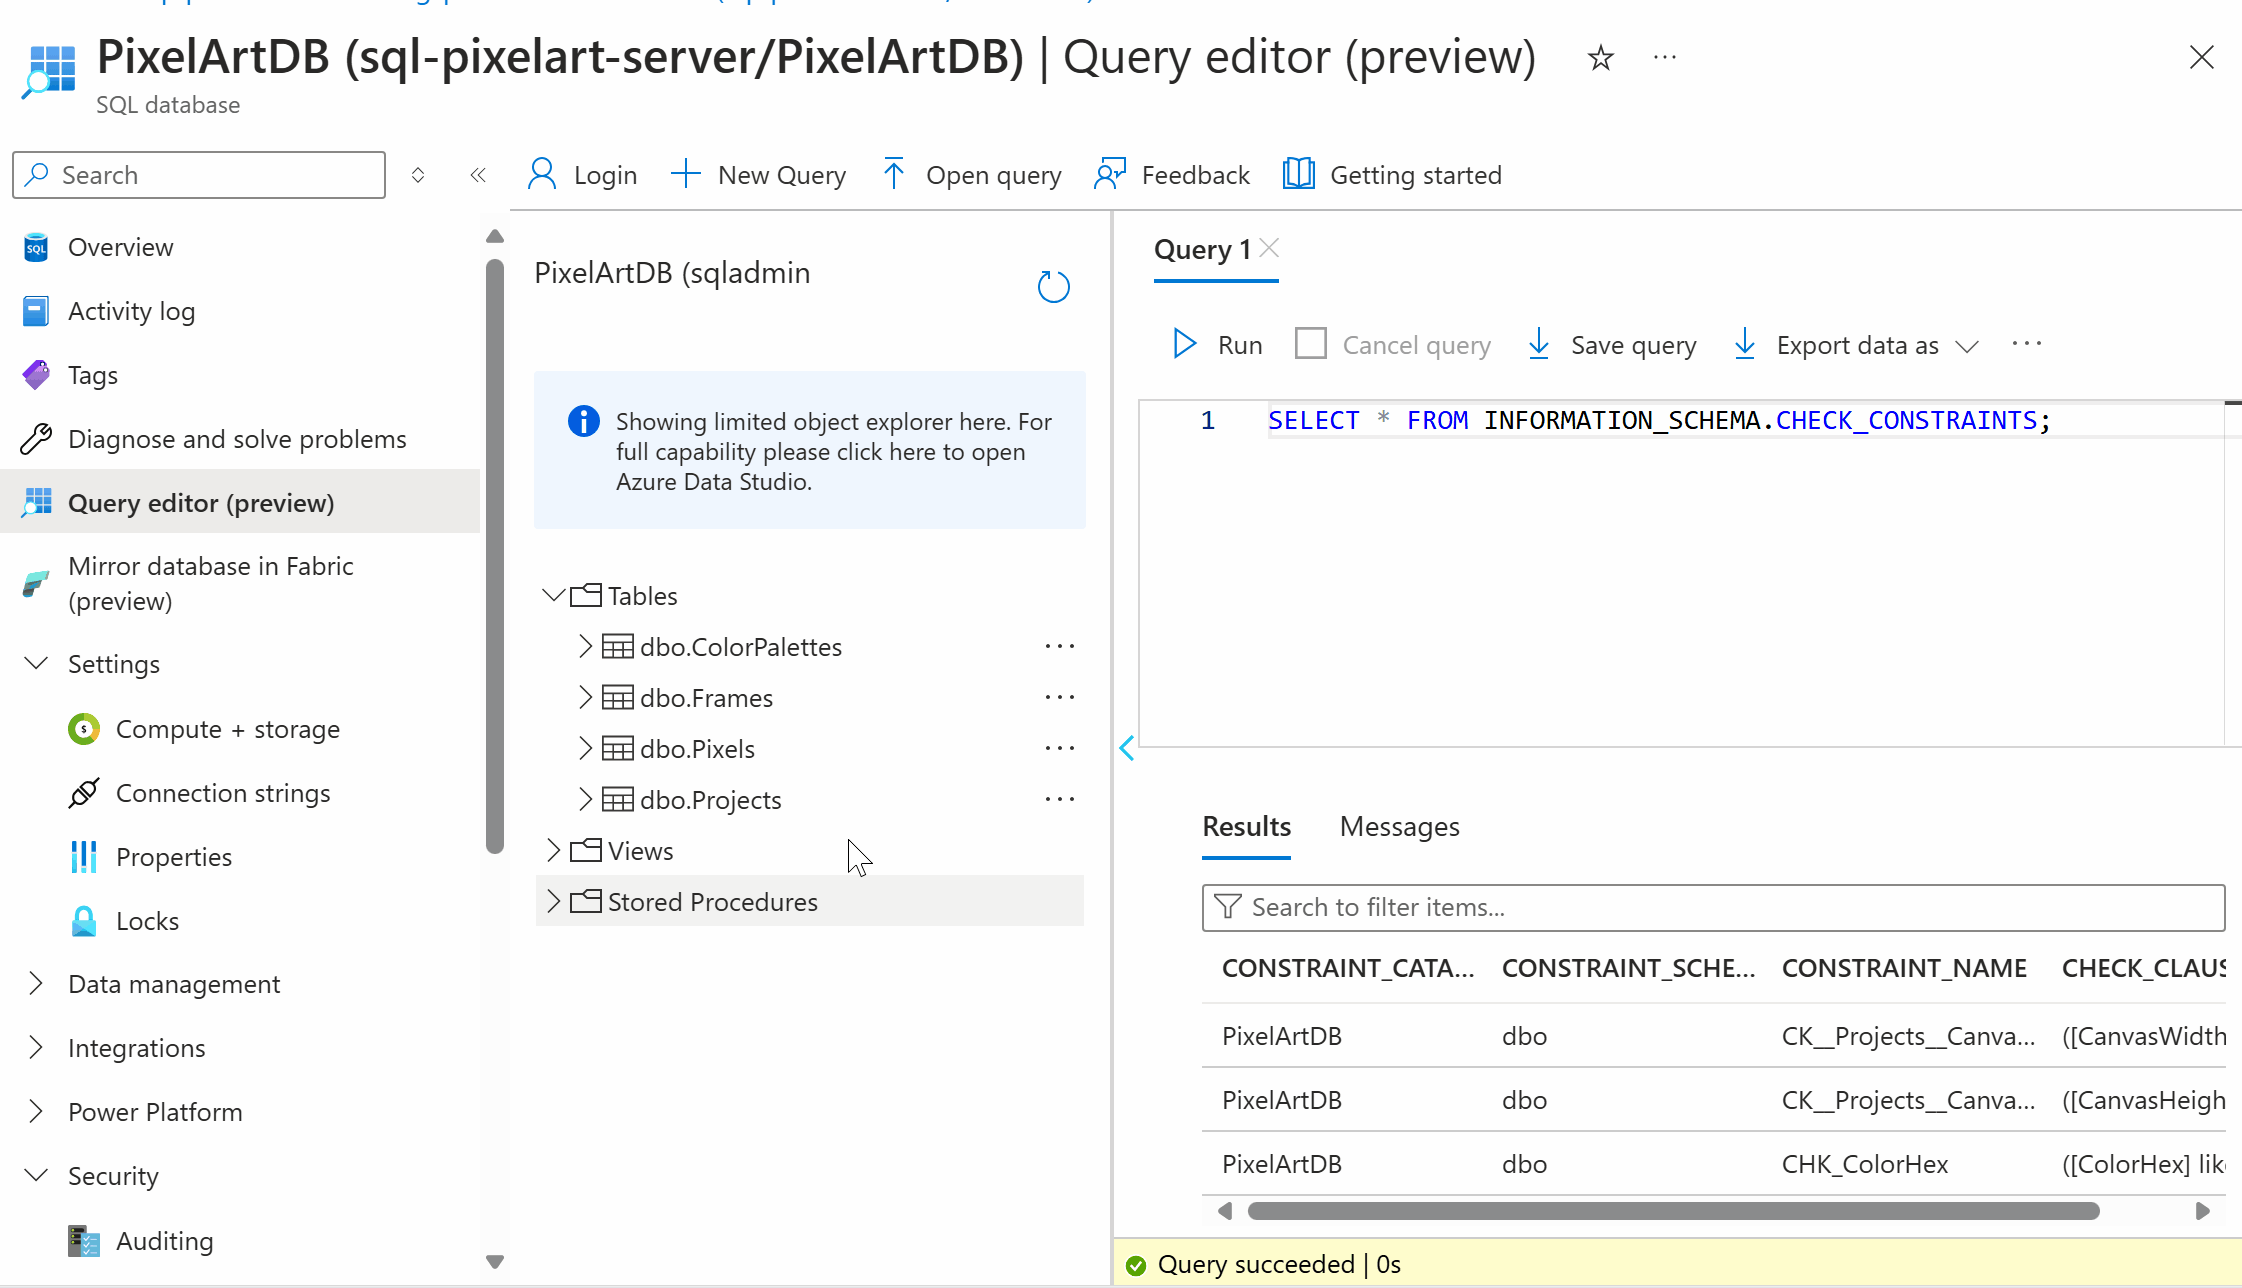 PixelArtDB (sql-pixelart-server/PixelArtDB) | Query editor (preview)
SQL database
Search
Login
New Query
Open query
Feedback
Getting started
Overview
Activity log
Tags
Diagnose and solve problems
Query editor (preview)
Mirror database in Fabric
(preview)
Settings
Compute + storage
Connection strings
Properties
Locks
Data management
Integrations
Power Platform
Security
Auditing
PixelArtDB (sqladmin
Showing limited object explorer here. For
full capability please click here to open
Azure Data Studio.
Tables
dbo.ColorPalettes
dbo.Frames
dbo.Pixels
dbo.Projects
Views
Stored Procedures
Query 1
Run
Cancel query
Save query
Export data as
1 SELECT * FROM INFORMATION_SCHEMA.CHECK_CONSTRAINTS;
Results
Messages
Search to filter items...
CONSTRAINT_CATA... CONSTRAINT_SCHE... CONSTRAINT_NAME CHECK_CLAUS
PixelArtDB dbo CK__Projects__Canva... ([CanvasWidth
PixelArtDB dbo CK__Projects__Canva... ([CanvasHeigh
PixelArtDB dbo CHK_ColorHex ([ColorHex] lik
Query succeeded | 0s